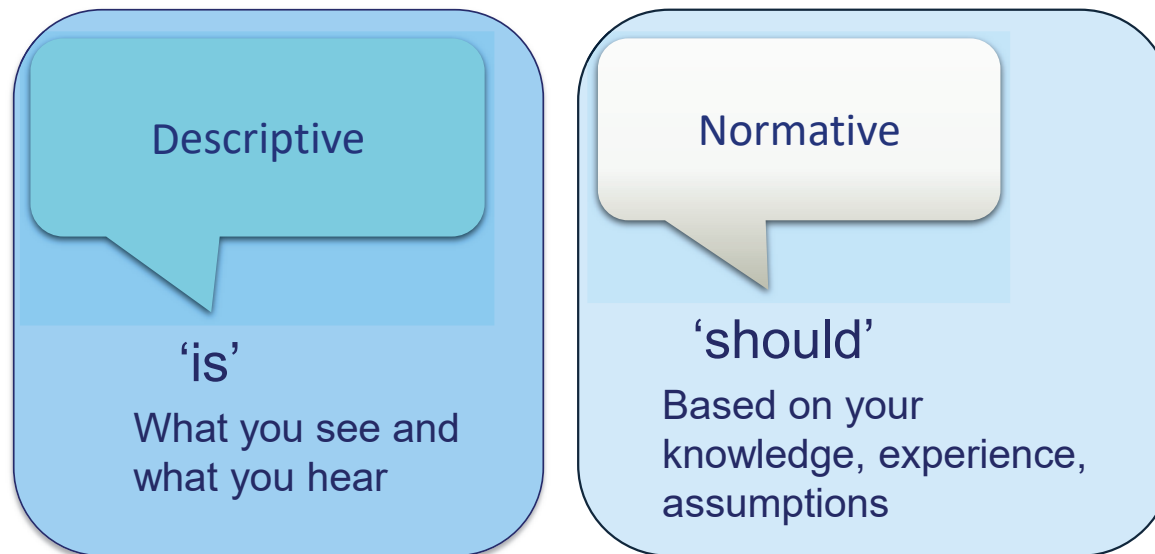 Descriptive
‘is’
What you see and
what you hear
Normative
‘should’
Based on your
knowledge, experience,
assumptions